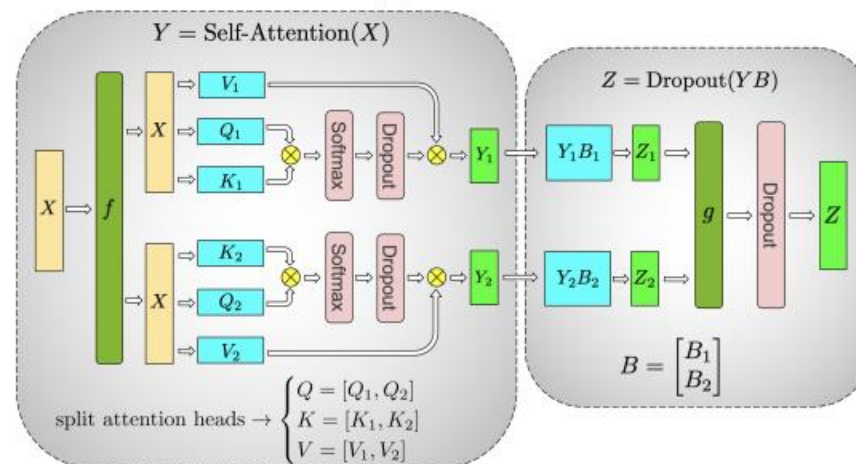 Y = Self-Attention(X)
X
f
X
V₁
Q₁
K₁
Softmax
Dropout
Y₁
X
K₂
Q₂
V₂
Softmax
Dropout
Y₂
split attention heads → { Q = [Q₁, Q₂]
K = [K₁, K₂]
V = [V₁, V₂]
Z = Dropout(YB)
Y₁B₁
Z₁
Y₂B₂
Z₂
g
Dropout
Z
B = [B₁
B₂]